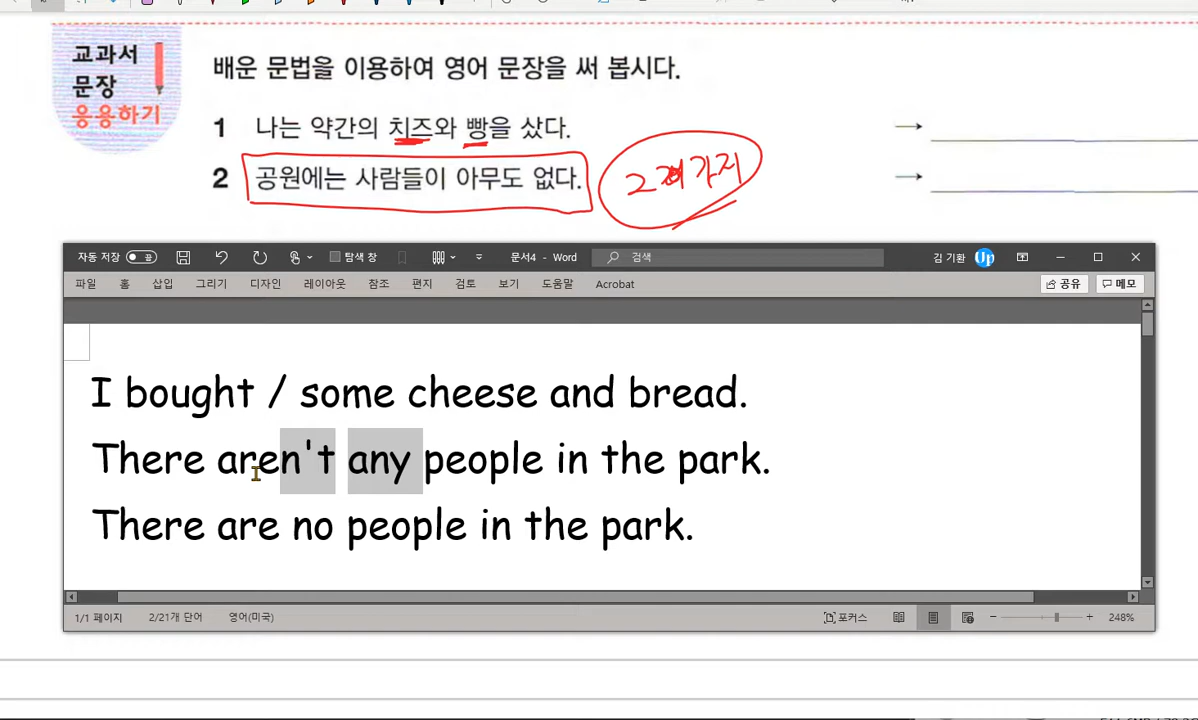 교과서
문장
응용하기
배운 문법을 이용하여 영어 문장을 써 봅시다.
1 나는 약간의 치즈와 빵을 샀다. →
2 공원에는 사람들이 아무도 없다. →
2 가지
자동 저장 끔 탐색 창 문서4 - Word 검색 김 기환 Up
파일 홈 삽입 그리기 디자인 레이아웃 참조 편지 검토 보기 도움말 Acrobat 공유 메모
I bought / some cheese and bread.
There aren't any people in the park.
There are no people in the park.
1/1 페이지 2/21개 단어 영어(미국) 포커스 248%